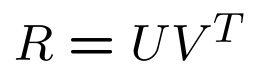 $R = UV^T$